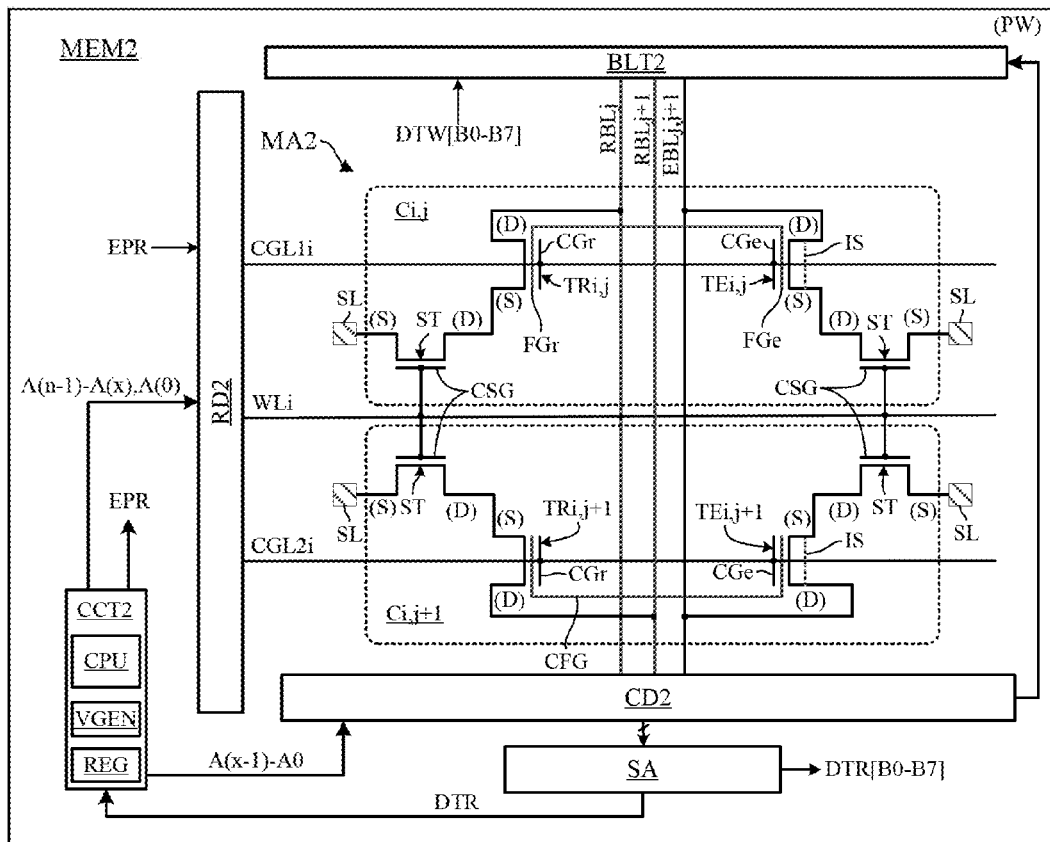 (PW)
MEM2
BLT2
DTW[B0-B7]
RBLj
RBLj+1
EBLj,j+1
MA2
Ci,j
(D)
(D)
CGr
CGe
IS
EPR
CGL1i
TRi,j
TEi,j
SL
(S)
ST
(D)
(S)
FGr
FGe
(S)
(D)
ST
(S)
SL
A(n-1)-A(x),A(0)
RD2
WLi
CSG
CSG
EPR
SL
(S)
ST
(D)
(S)
TRi,j+1
TEi,j+1
(S)
(D)
ST
(S)
SL
IS
CGL2i
CGr
CGe
(D)
(D)
Ci,j+1
CFG
CCT2
CPU
VGEN
REG
CD2
A(x-1)-A0
SA
DTR[B0-B7]
DTR